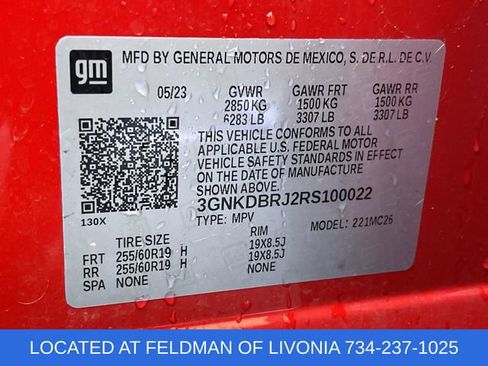 gm
MFD BY GENERAL MOTORS DE MEXICO, S. DE R.L. DE C.V.
05/23 GVWR GAWR FRT GAWR RR
2850 KG 1500 KG 1500 KG
6283 LB 3307 LB 3307 LB
THIS VEHICLE CONFORMS TO ALL
APPLICABLE U.S. FEDERAL MOTOR
VEHICLE SAFETY STANDARDS IN EFFECT
ON THE DATE OF MANUFACTURE
SHOWN ABOVE.
3GNKDBRJ2RS100022
130X TYPE: MPV MODEL: 221MC26
TIRE SIZE RIM
FRT 255/60R19 H 19X8.5J
RR 255/60R19 H 19X8.5J
SPA NONE NONE
LOCATED AT FELDMAN OF LIVONIA 734-237-1025